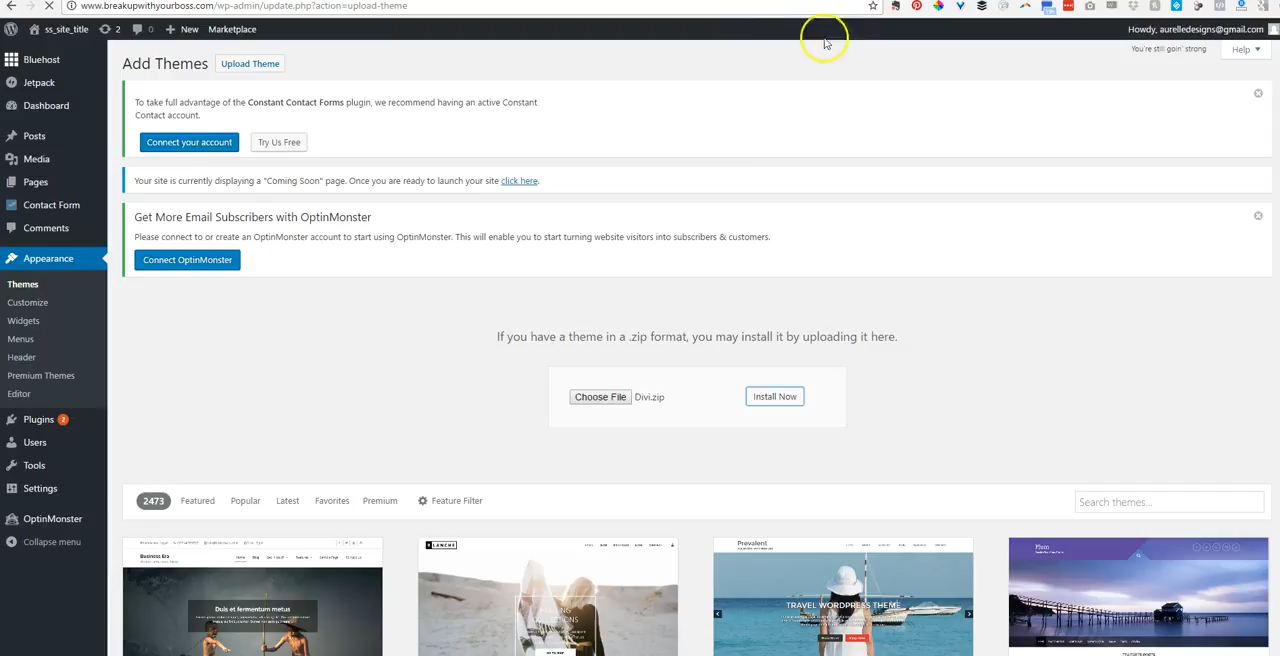 www.breakupwithyourboss.com/wp-admin/update.php?action=upload-theme
ss_site_title 2 0 New Marketplace
Howdy, aurelledesigns@gmail.com
You're still goin' strong
Help
Bluehost
Jetpack
Dashboard
Posts
Media
Pages
Contact Form
Comments
Appearance
Themes
Customize
Widgets
Menus
Header
Premium Themes
Editor
Plugins 2
Users
Tools
Settings
OptinMonster
Collapse menu
Add Themes Upload Theme
To take full advantage of the Constant Contact Forms plugin, we recommend having an active Constant
Contact account.
Connect your account Try Us Free
Your site is currently displaying a "Coming Soon" page. Once you are ready to launch your site click here.
Get More Email Subscribers with OptinMonster
Please connect to or create an OptinMonster account to start using OptinMonster. This will enable you to start turning website visitors into subscribers & customers.
Connect OptinMonster
If you have a theme in a .zip format, you may install it by uploading it here.
Choose File Divi.zip Install Now
2473 Featured Popular Latest Favorites Premium Feature Filter
Search themes...
Business Era
Duis et fermentum metus
BLANCHE
Prevalent
TRAVEL WORDPRESS THEME
Plum